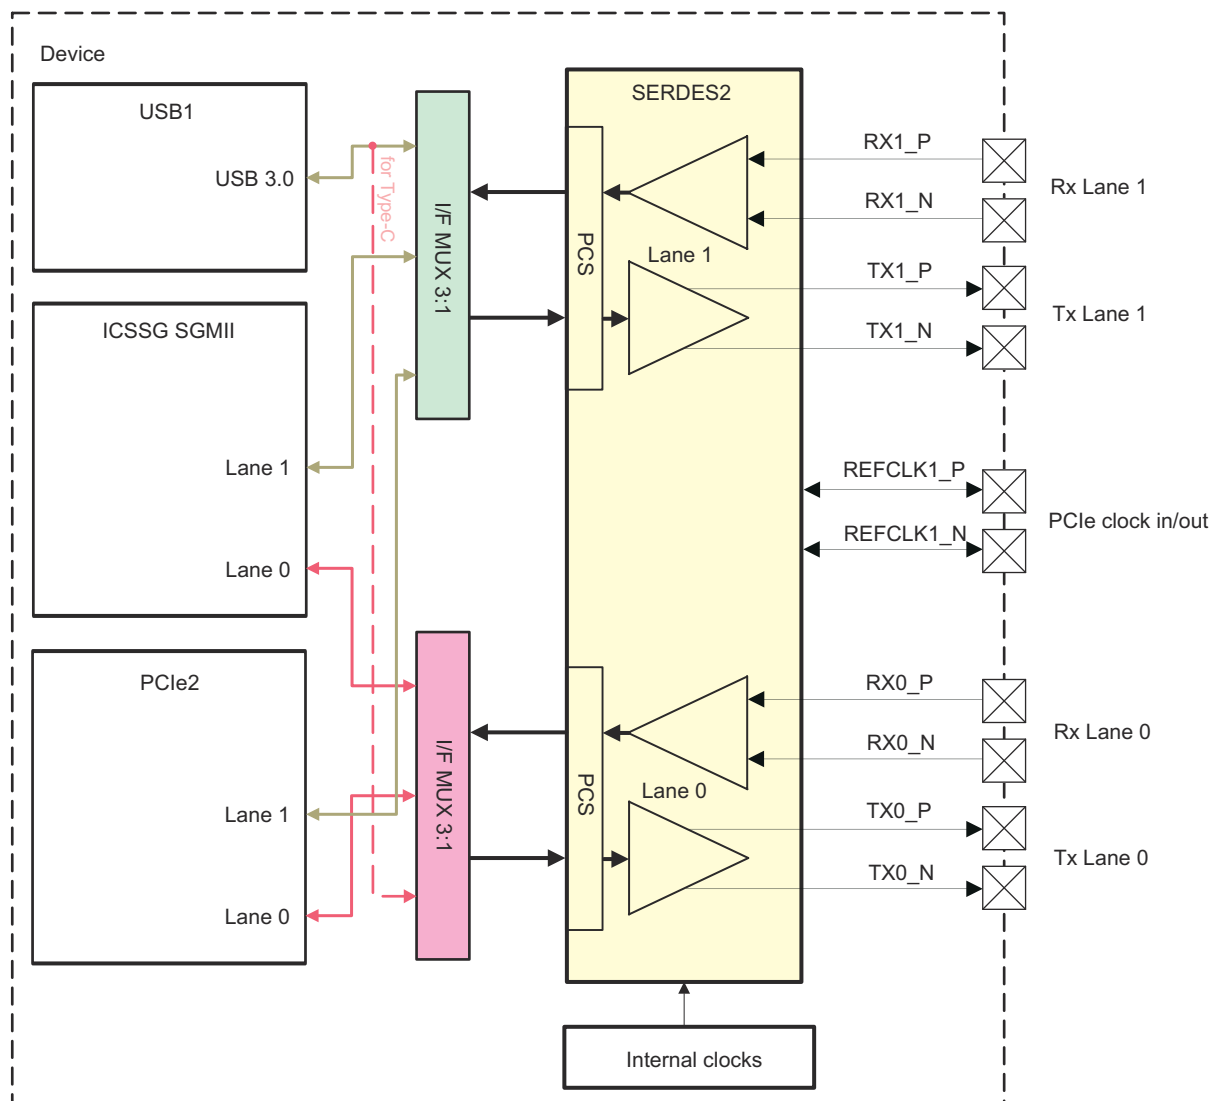 Device
USB1
USB 3.0
for Type-C
ICSSG SGMII
Lane 1
Lane 0
PCIe2
Lane 1
Lane 0
I/F MUX 3:1
I/F MUX 3:1
SERDES2
PCS
Lane 1
PCS
Lane 0
Internal clocks
RX1_P
RX1_N
Rx Lane 1
TX1_P
TX1_N
Tx Lane 1
REFCLK1_P
REFCLK1_N
PCIe clock in/out
RX0_P
RX0_N
Rx Lane 0
TX0_P
TX0_N
Tx Lane 0